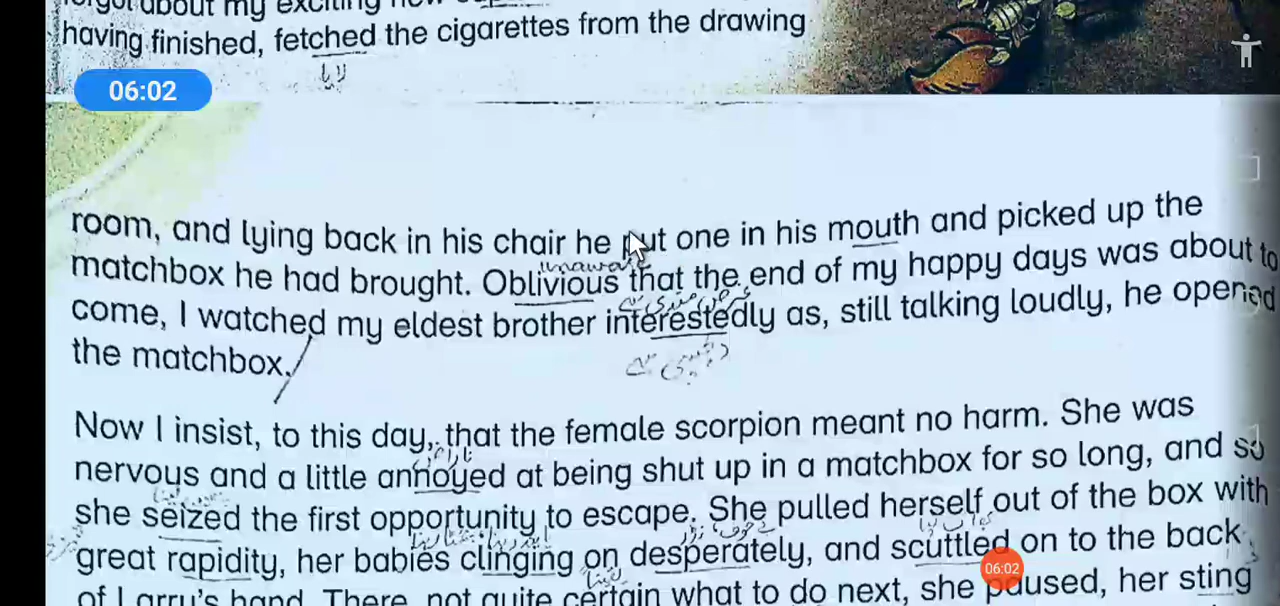 having finished, fetched the cigarettes from the drawing
لایا
06:02
room, and lying back in his chair he put one in his mouth and picked up the
unaware
matchbox he had brought. Oblivious that the end of my happy days was about to
come, I watched my eldest brother interestedly as, still talking loudly, he opened
دلچسپی سے
the matchbox.
Now I insist, to this day, that the female scorpion meant no harm. She was
ناراض
nervous and a little annoyed at being shut up in a matchbox for so long, and so
she seized the first opportunity to escape. She pulled herself out of the box with
great rapidity, her babies clinging on desperately, and scuttled on to the back
06:02
of Larry's hand. There, not quite certain what to do next, she paused, her sting